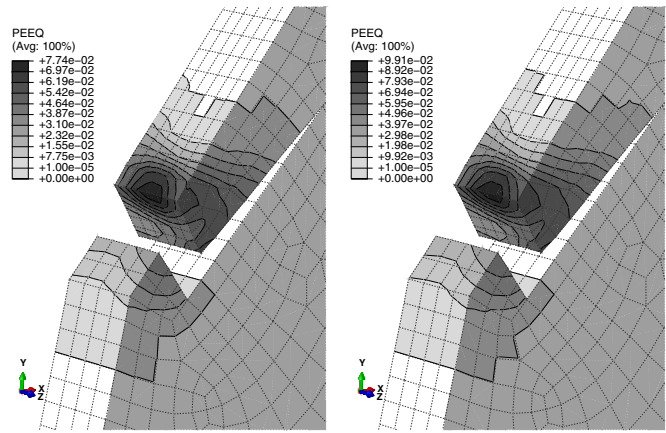 PEEQ
(Avg: 100%)
+7.74e−02
+6.97e−02
+6.19e−02
+5.42e−02
+4.64e−02
+3.87e−02
+3.10e−02
+2.32e−02
+1.55e−02
+7.75e−03
+1.00e−05
+0.00e+00
Y
X
Z
PEEQ
(Avg: 100%)
+9.91e−02
+8.92e−02
+7.93e−02
+6.94e−02
+5.95e−02
+4.96e−02
+3.97e−02
+2.98e−02
+1.98e−02
+9.92e−03
+1.00e−05
+0.00e+00
Y
X
Z